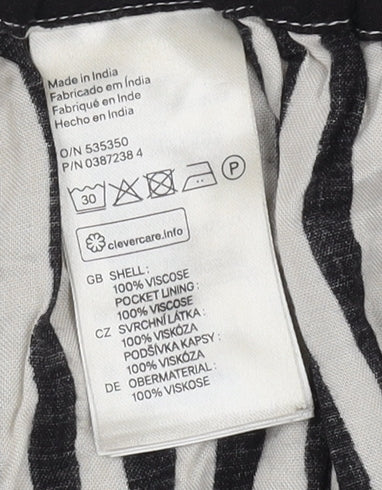 Made in India
Fabricado em Índia
Fabriqué en Inde
Hecho en India
O/N 535350
P/N 0387238 4
30 P
clevercare.info
GB SHELL:
100% VISCOSE
POCKET LINING:
100% VISCOSE
CZ SVRCHNÍ LÁTKA:
100% VISKÓZA
PODŠÍVKA KAPSY:
100% VISKÓZA
DE OBERMATERIAL:
100% VISKOSE